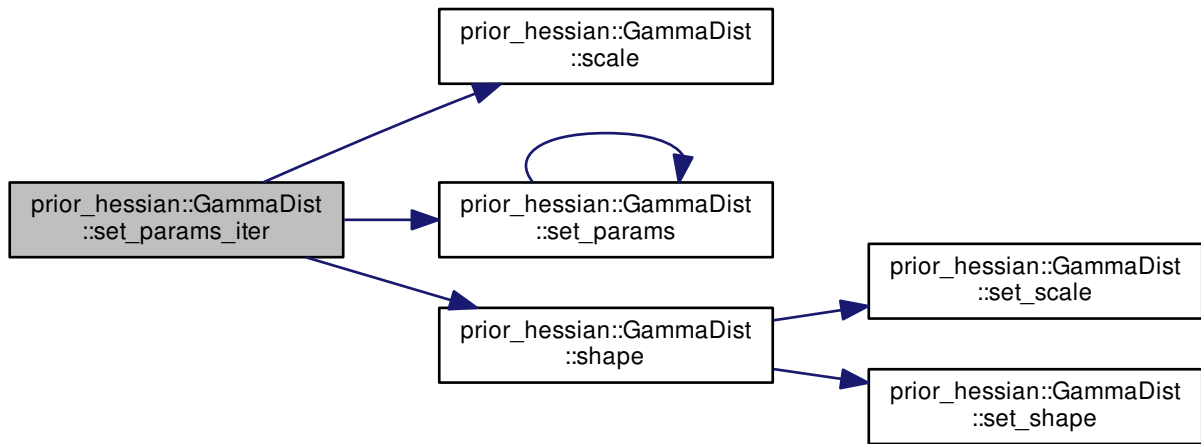 prior_hessian::GammaDist
::set_params_iter
prior_hessian::GammaDist
::scale
prior_hessian::GammaDist
::set_params
prior_hessian::GammaDist
::shape
prior_hessian::GammaDist
::set_scale
prior_hessian::GammaDist
::set_shape